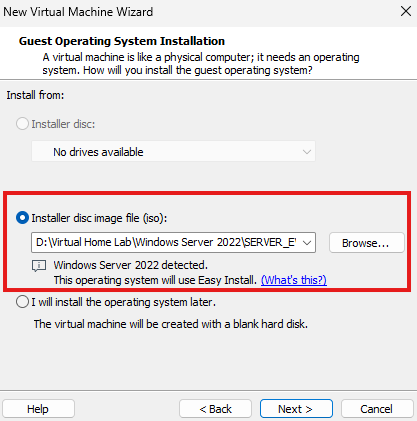 New Virtual Machine Wizard
Guest Operating System Installation
A virtual machine is like a physical computer; it needs an operating
system. How will you install the guest operating system?
Install from:
Installer disc:
No drives available
Installer disc image file (iso):
D:\Virtual Home Lab\Windows Server 2022\SERVER_E
Browse...
Windows Server 2022 detected.
This operating system will use Easy Install. (What's this?)
I will install the operating system later.
The virtual machine will be created with a blank hard disk.
Help
< Back
Next >
Cancel